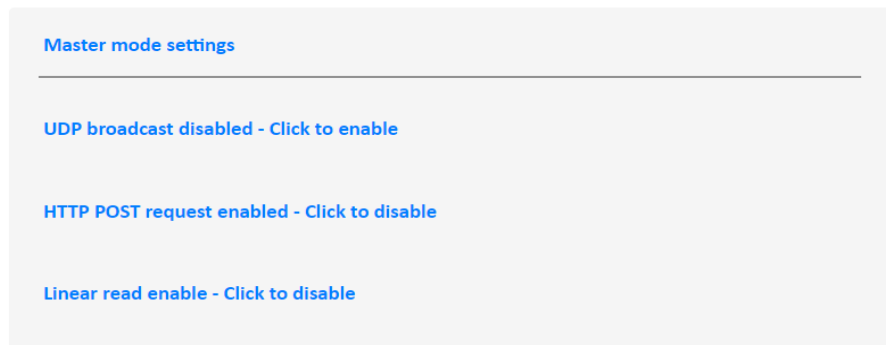 Master mode settings
UDP broadcast disabled - Click to enable
HTTP POST request enabled - Click to disable
Linear read enable - Click to disable